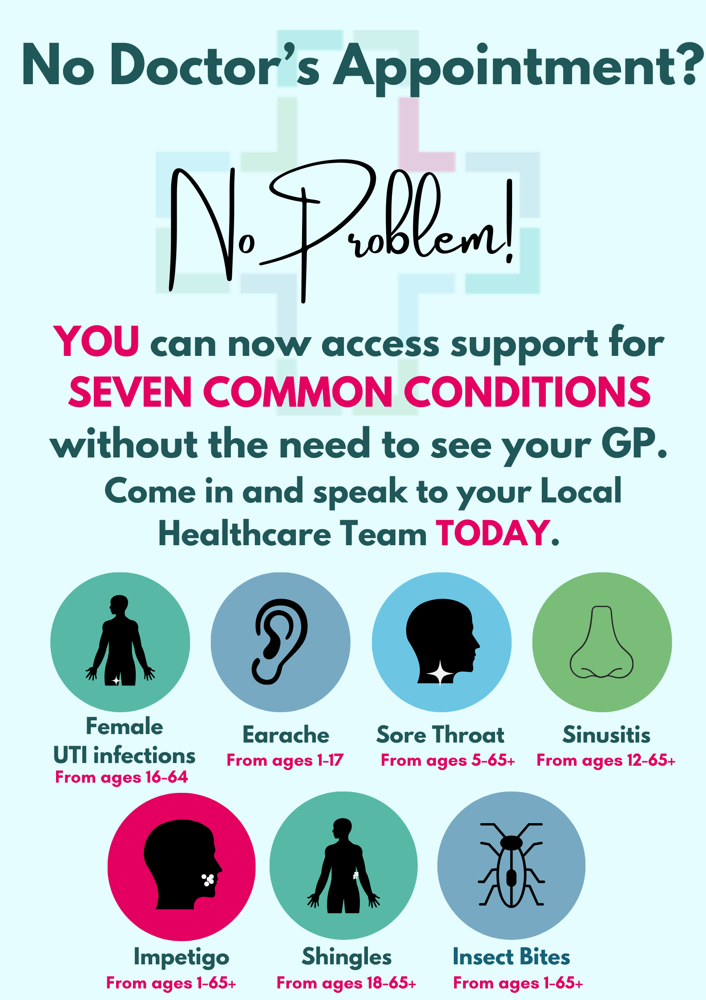 No Doctor’s Appointment?
No Problem!
YOU can now access support for
SEVEN COMMON CONDITIONS
without the need to see your GP.
Come in and speak to your Local
Healthcare Team TODAY.
Female
UTI infections
From ages 16-64
Earache
From ages 1-17
Sore Throat
From ages 5-65+
Sinusitis
From ages 12-65+
Impetigo
From ages 1-65+
Shingles
From ages 18-65+
Insect Bites
From ages 1-65+